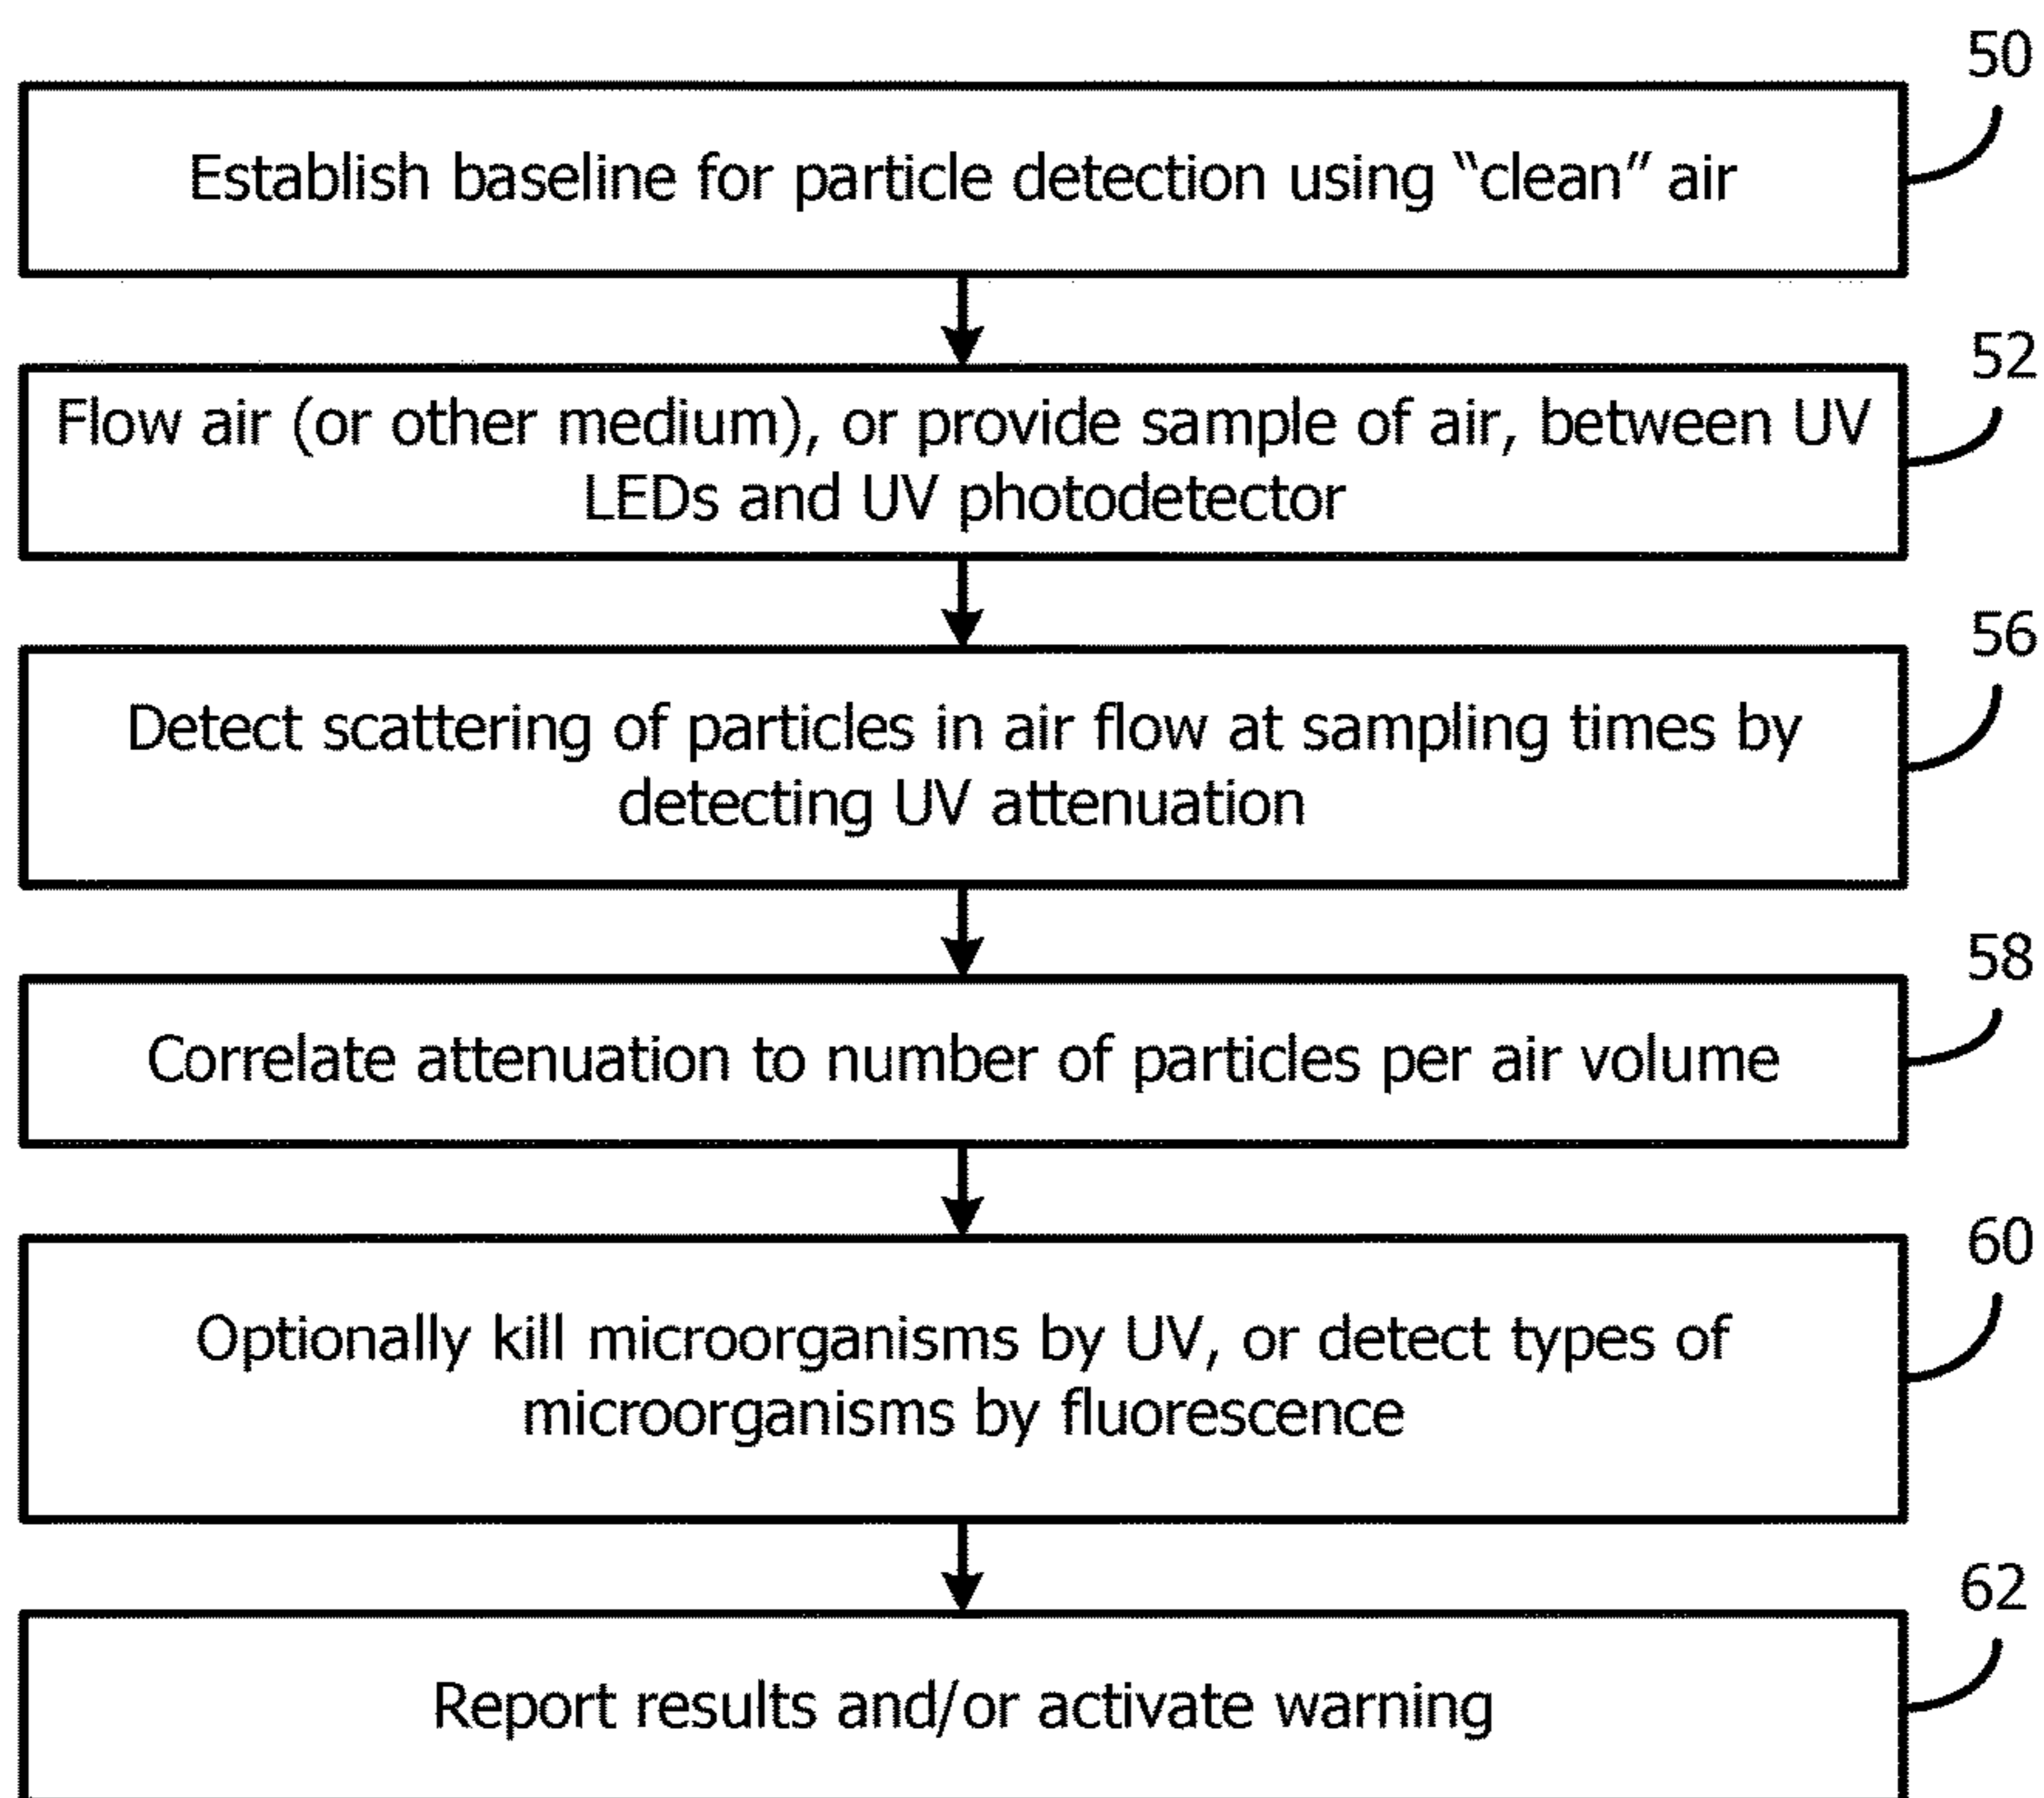 50
Establish baseline for particle detection using “clean” air
52
Flow air (or other medium), or provide sample of air, between UV
LEDs and UV photodetector
56
Detect scattering of particles in air flow at sampling times by
detecting UV attenuation
58
Correlate attenuation to number of particles per air volume
60
Optionally kill microorganisms by UV, or detect types of
microorganisms by fluorescence
62
Report results and/or activate warning